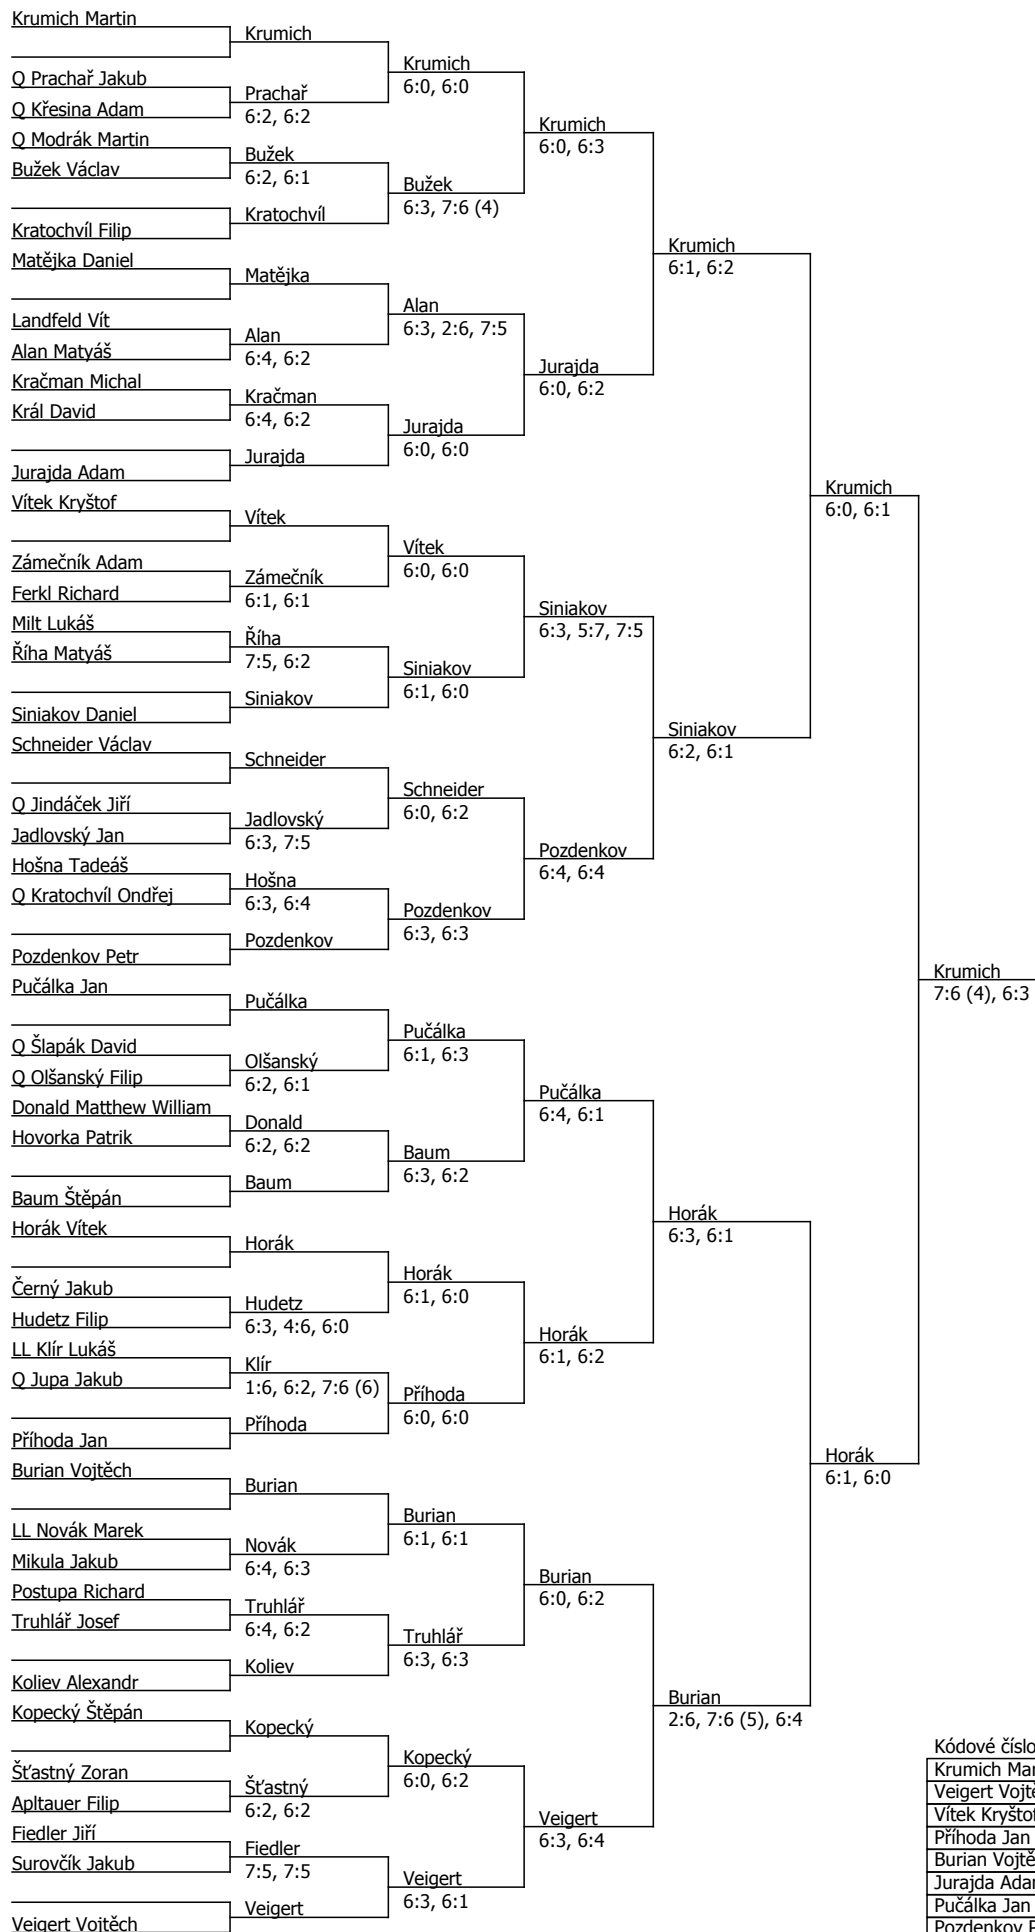 Krumich Martin
Q Prachař Jakub
Q Křesina Adam
Q Modrák Martin
Bužek Václav
Kratochvíl Filip
Matějka Daniel
Landfeld Vít
Alan Matyáš
Kračman Michal
Král David
Jurajda Adam
Vítek Kryštof
Zámečník Adam
Ferkl Richard
Milt Lukáš
Říha Matyáš
Siniakov Daniel
Schneider Václav
Q Jindáček Jiří
Jadlovský Jan
Hošna Tadeáš
Q Kratochvíl Ondřej
Pozdenkov Petr
Pučálka Jan
Q Šlapák David
Q Olšanský Filip
Donald Matthew William
Hovorka Patrik
Baum Štěpán
Horák Vítek
Černý Jakub
Hudetz Filip
LL Klír Lukáš
Q Jupa Jakub
Příhoda Jan
Burian Vojtěch
LL Novák Marek
Mikula Jakub
Postupa Richard
Truhlář Josef
Koliev Alexandr
Kopecký Štěpán
Šťastný Zoran
Apltauer Filip
Fiedler Jiří
Surovčík Jakub
Veigert Vojtěch
Krumich
Prachař
6:2, 6:2
Bužek
6:2, 6:1
Kratochvíl
Matějka
Alan
6:4, 6:2
Kračman
6:4, 6:2
Jurajda
Vítek
Zámečník
6:1, 6:1
Říha
7:5, 6:2
Siniakov
Schneider
Jadlovský
6:3, 7:5
Hošna
6:3, 6:4
Pozdenkov
Pučálka
Olšanský
6:2, 6:1
Donald
6:2, 6:2
Baum
Horák
Hudetz
6:3, 4:6, 6:0
Klír
1:6, 6:2, 7:6 (6)
Příhoda
Burian
Novák
6:4, 6:3
Truhlář
6:4, 6:2
Koliev
Kopecký
Šťastný
6:2, 6:2
Fiedler
7:5, 7:5
Veigert
Krumich
6:0, 6:0
Bužek
6:3, 7:6 (4)
Alan
6:3, 2:6, 7:5
Jurajda
6:0, 6:0
Vítek
6:0, 6:0
Siniakov
6:1, 6:0
Schneider
6:0, 6:2
Pozdenkov
6:3, 6:3
Pučálka
6:1, 6:3
Baum
6:3, 6:2
Horák
6:1, 6:0
Příhoda
6:0, 6:0
Burian
6:1, 6:1
Truhlář
6:3, 6:3
Kopecký
6:0, 6:2
Veigert
6:3, 6:1
Krumich
6:0, 6:3
Jurajda
6:0, 6:2
Siniakov
6:3, 5:7, 7:5
Pozdenkov
6:4, 6:4
Pučálka
6:4, 6:1
Horák
6:1, 6:2
Burian
6:0, 6:2
Veigert
6:3, 6:4
Krumich
6:1, 6:2
Siniakov
6:2, 6:1
Horák
6:3, 6:1
Burian
2:6, 7:6 (5), 6:4
Krumich
6:0, 6:1
Horák
6:1, 6:0
Krumich
7:6 (4), 6:3
Kódové číslo
Krumich Mar
Veigert Vojtě
Vítek Kryštof
Příhoda Jan
Burian Vojtě
Jurajda Adam
Pučálka Jan
Pozdenkov P